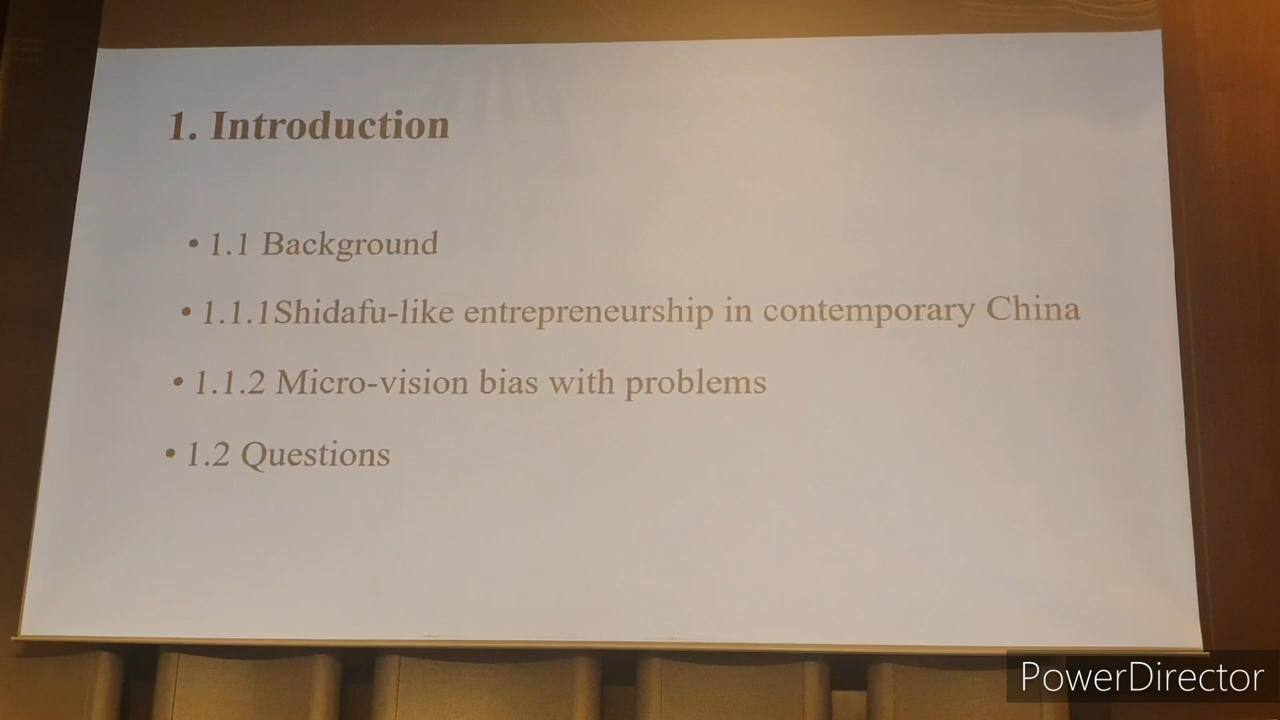 1. Introduction
• 1.1 Background
• 1.1.1Shidafu-like entrepreneurship in contemporary China
• 1.1.2 Micro-vision bias with problems
• 1.2 Questions
PowerDirector